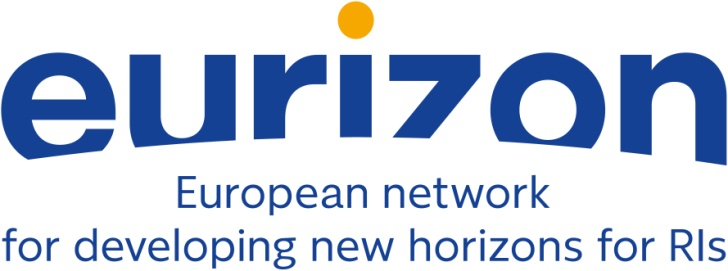 eurizon
European network
for developing new horizons for RIs